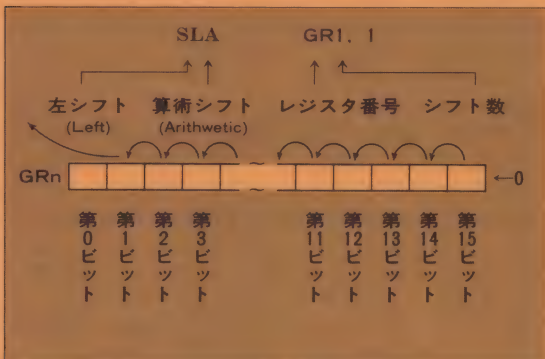 SLA GR1, 1
左シフト 算術シフト レジスタ番号 シフト数
(Left) (Arithwetic)
GRn ～ ←0
第0ビット 第1ビット 第2ビット 第3ビット 第11ビット 第12ビット 第13ビット 第14ビット 第15ビット